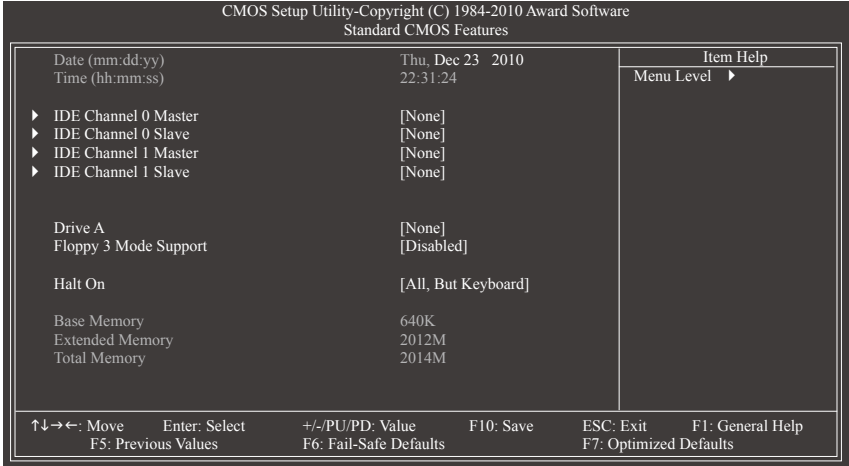 CMOS Setup Utility-Copyright (C) 1984-2010 Award Software
Standard CMOS Features
Date (mm:dd:yy) Thu, Dec 23 2010
Time (hh:mm:ss) 22:31:24
IDE Channel 0 Master [None]
IDE Channel 0 Slave [None]
IDE Channel 1 Master [None]
IDE Channel 1 Slave [None]
Drive A [None]
Floppy 3 Mode Support [Disabled]
Halt On [All, But Keyboard]
Base Memory 640K
Extended Memory 2012M
Total Memory 2014M
Item Help
Menu Level
↑↓→←: Move Enter: Select +/-/PU/PD: Value F10: Save ESC: Exit F1: General Help
F5: Previous Values F6: Fail-Safe Defaults F7: Optimized Defaults